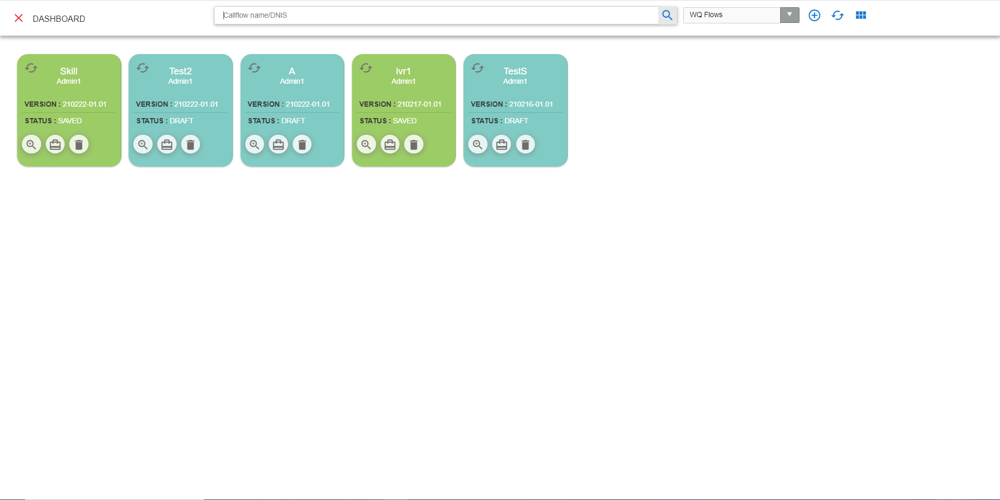 DASHBOARD
Callflow name/DNIS
WQ Flows
Skill
Admin1
VERSION : 210222-01.01
STATUS : SAVED
Test2
Admin1
VERSION : 210222-01.01
STATUS : DRAFT
A
Admin1
VERSION : 210222-01.01
STATUS : DRAFT
ivr1
Admin1
VERSION : 210217-01.01
STATUS : SAVED
TestS
Admin1
VERSION : 210216-01.01
STATUS : DRAFT